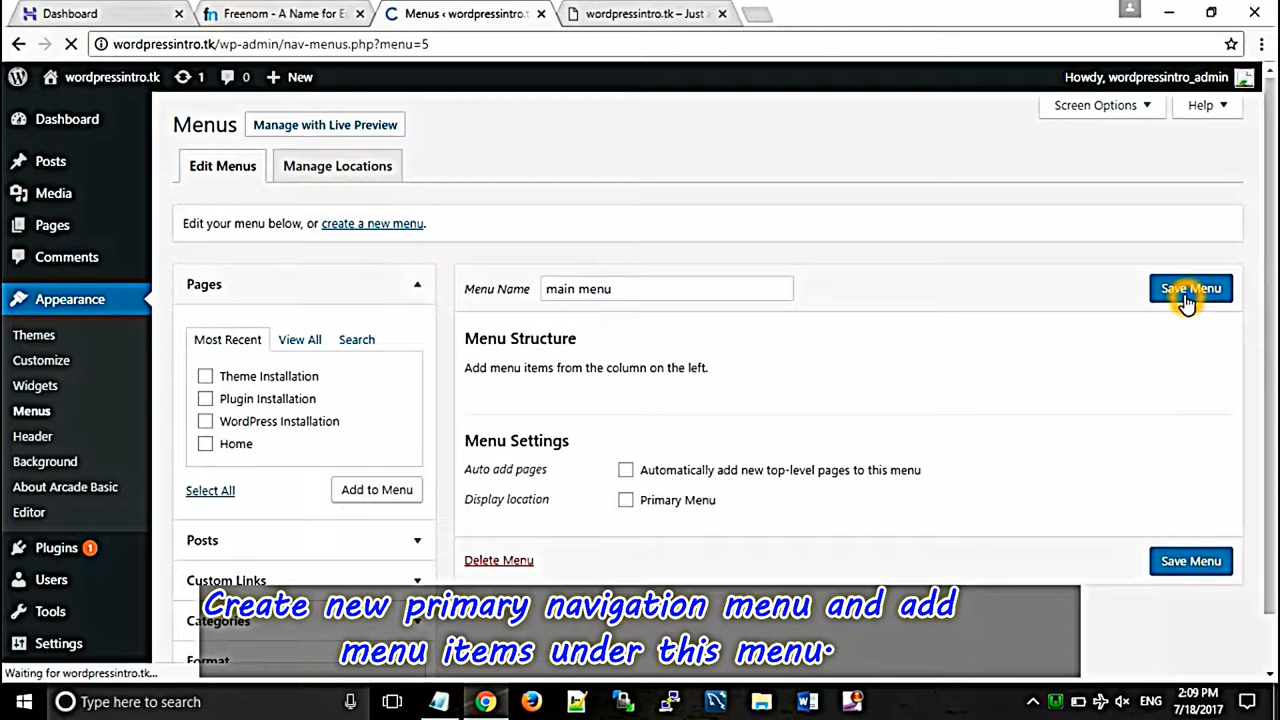 Dashboard
Freenom - A Name for E
Menus < wordpressintro.t
wordpressintro.tk – Just a
wordpressintro.tk/wp-admin/nav-menus.php?menu=5
wordpressintro.tk 1 0 New
Howdy, wordpressintro_admin
Dashboard
Posts
Media
Pages
Comments
Appearance
Themes
Customize
Widgets
Menus
Header
Background
About Arcade Basic
Editor
Plugins 1
Users
Tools
Settings
Screen Options
Help
Menus
Manage with Live Preview
Edit Menus
Manage Locations
Edit your menu below, or create a new menu.
Pages
Most Recent View All Search
Theme Installation
Plugin Installation
WordPress Installation
Home
Select All
Add to Menu
Posts
Custom Links
Categories
Format
Menu Name main menu
Save Menu
Menu Structure
Add menu items from the column on the left.
Menu Settings
Auto add pages Automatically add new top-level pages to this menu
Display location Primary Menu
Delete Menu
Save Menu
Create new primary navigation menu and add
menu items under this menu.
Waiting for wordpressintro.tk...
Type here to search
ENG
2:09 PM
7/18/2017